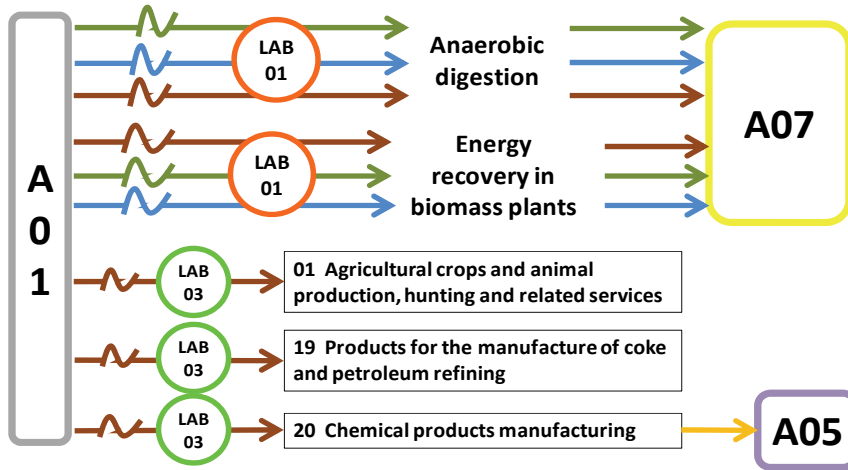 A
0
1
LAB
01
Anaerobic
digestion
A07
LAB
01
Energy
recovery in
biomass plants
LAB
03
01 Agricultural crops and animal
production, hunting and related services
LAB
03
19 Products for the manufacture of coke
and petroleum refining
LAB
03
20 Chemical products manufacturing
A05